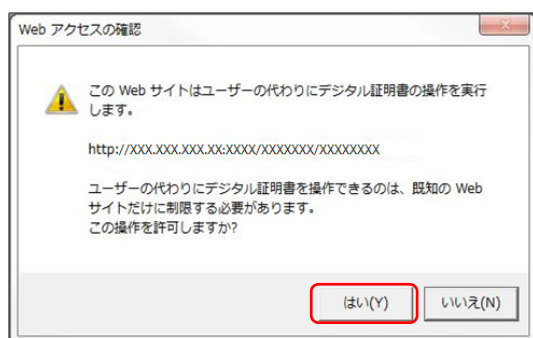 Web アクセスの確認
この Web サイトはユーザーの代わりにデジタル証明書の操作を実行
します。
http://XXX.XXX.XXX.XX:XXXX/XXXXXXX/XXXXXXXX
ユーザーの代わりにデジタル証明書を操作できるのは、既知の Web
サイトだけに制限する必要があります。
この操作を許可しますか?
はい(Y)
いいえ(N)